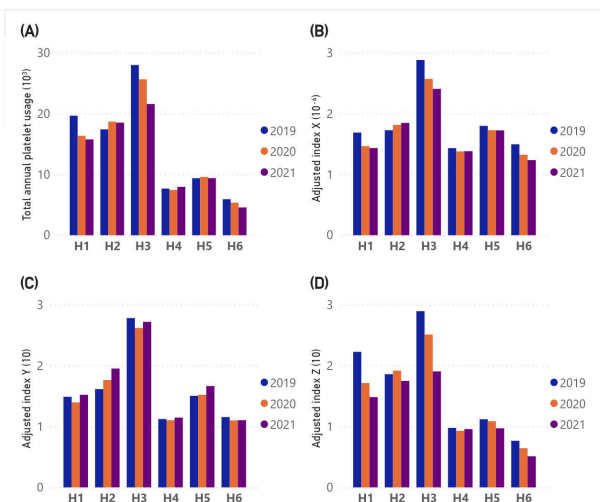 (A)
Total annual platelet usage (10³)
30
20
10
0
H1 H2 H3 H4 H5 H6
2019
2020
2021
(B)
Adjusted index X (10⁻⁶)
3
2
1
0
H1 H2 H3 H4 H5 H6
2019
2020
2021
(C)
Adjusted index Y (10)
3
2
1
0
H1 H2 H3 H4 H5 H6
2019
2020
2021
(D)
Adjusted index Z (10)
3
2
1
0
H1 H2 H3 H4 H5 H6
2019
2020
2021